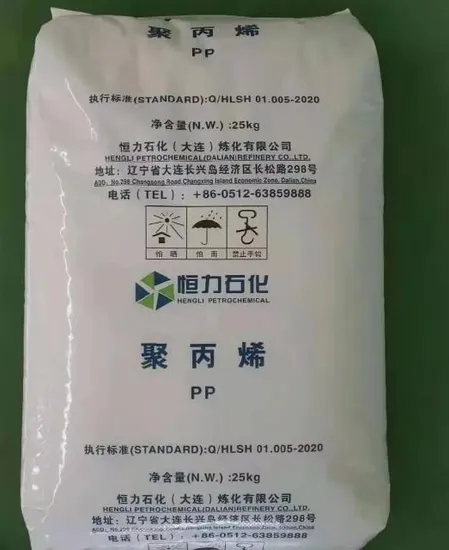 聚丙烯
PP
执行标准(STANDARD):Q/HLSH 01.005-2020
净含量(N.W.) :25kg
恒力石化(大连)炼化有限公司
HENGLI PETROCHEMICAL(DALIAN)REFINERY CO.,LTD.
地址: 辽宁省大连长兴岛经济区长松路298号
ADD、No.298 Changsong Road,Changxing Island Economic Zone, Dalian,China
电话(TEL): +86-0512-63859888
怕晒 怕雨 禁止手钩
恒力石化
HENGLI PETROCHEMICAL
聚丙烯
PP
执行标准(STANDARD):Q/HLSH 01.005-2020
净含量(N.W.) :25kg
恒力石化(大连)炼化有限公司
HENGLI PETROCHEMICAL(DALIAN)REFINERY CO.,LTD.
地址: 辽宁省大连长兴岛经济区长松路298号